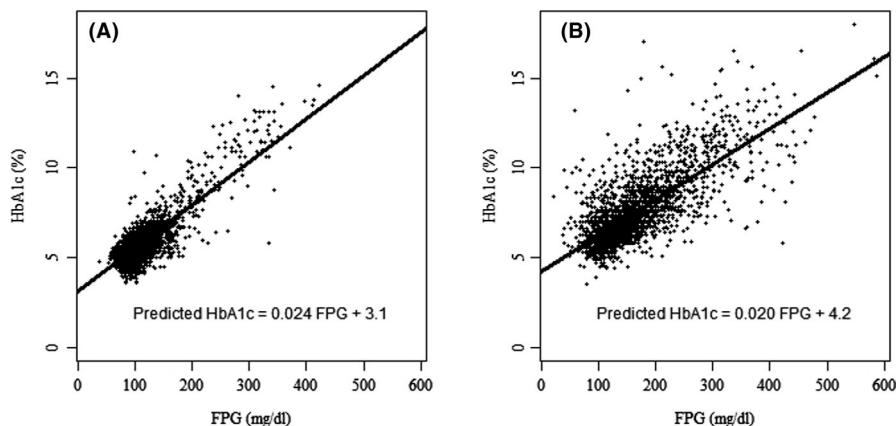 (A)
HbA1c (%)
15
10
5
0
Predicted HbA1c = 0.024 FPG + 3.1
0 100 200 300 400 500 600
FPG (mg/dl)
(B)
HbA1c (%)
15
10
5
0
Predicted HbA1c = 0.020 FPG + 4.2
0 100 200 300 400 500 600
FPG (mg/dl)